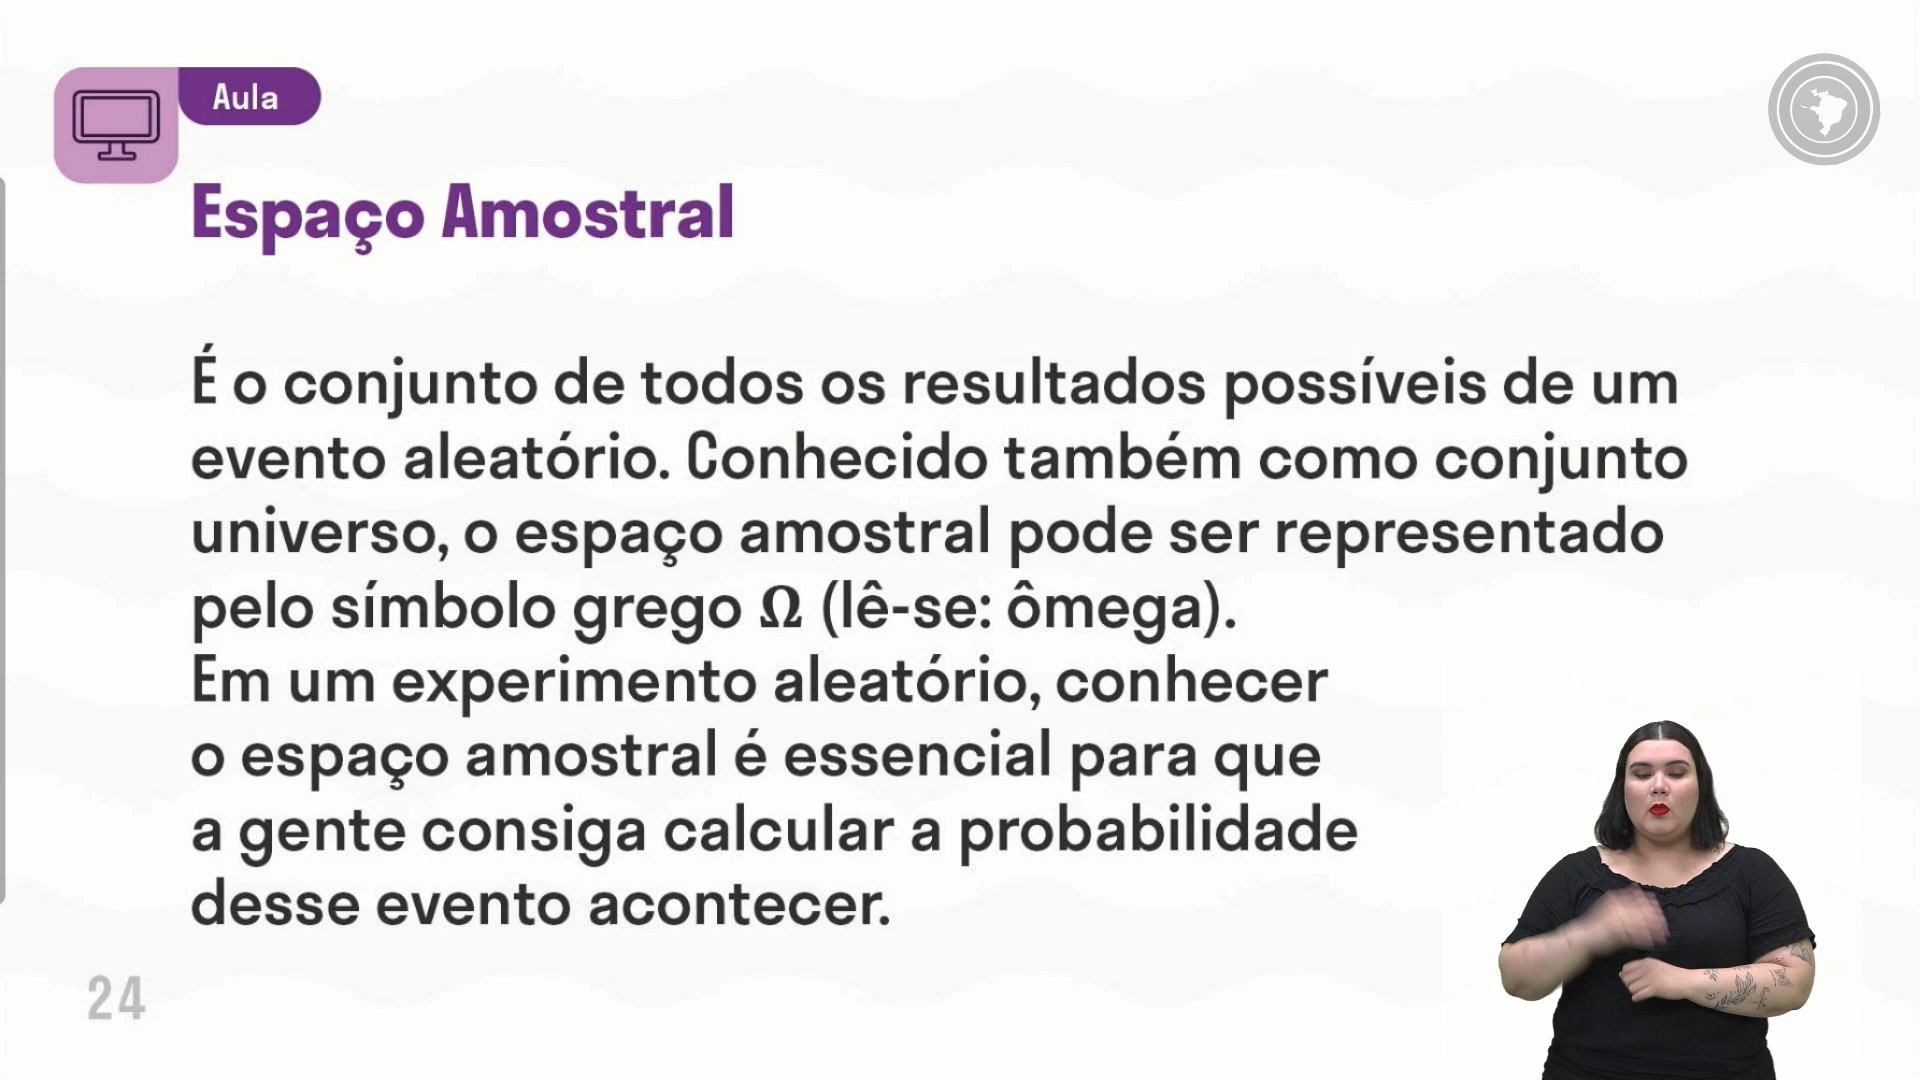 Aula
Espaço Amostral
É o conjunto de todos os resultados possíveis de um
evento aleatório. Conhecido também como conjunto
universo, o espaço amostral pode ser representado
pelo símbolo grego Ω (lê-se: ômega).
Em um experimento aleatório, conhecer
o espaço amostral é essencial para que
a gente consiga calcular a probabilidade
desse evento acontecer.
24